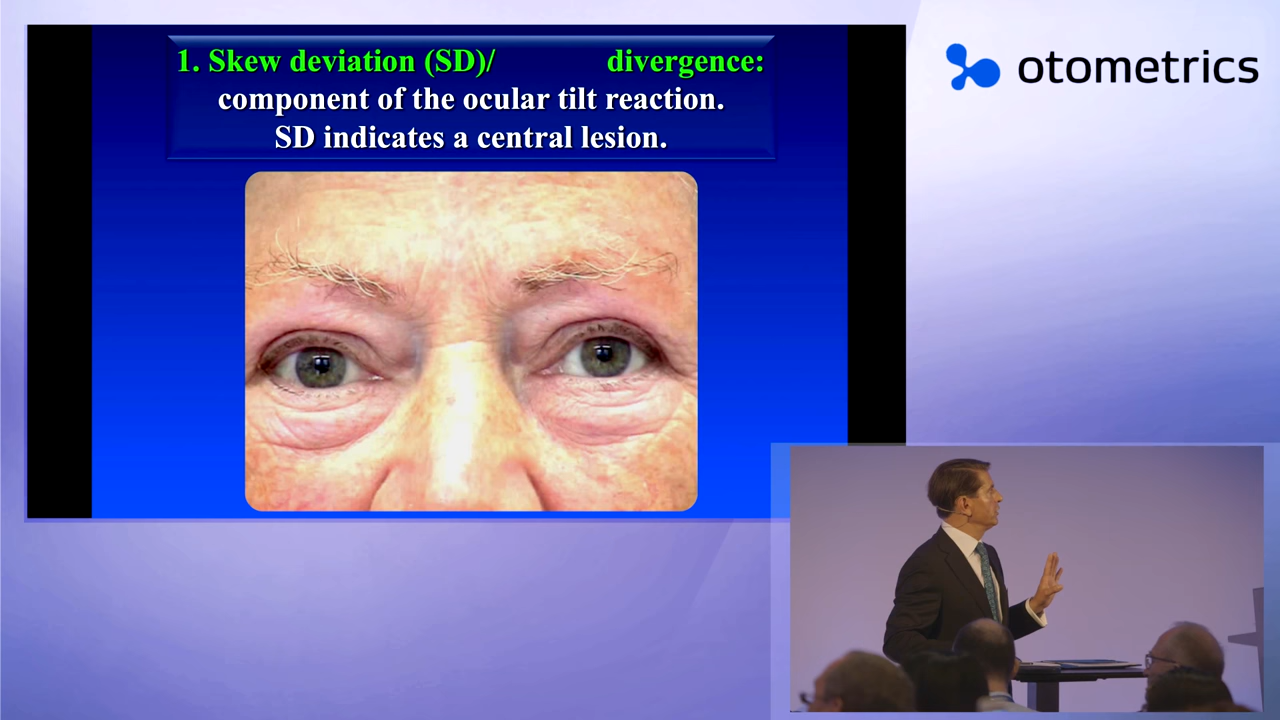 1. Skew deviation (SD)/ divergence:
component of the ocular tilt reaction.
SD indicates a central lesion.
otometrics